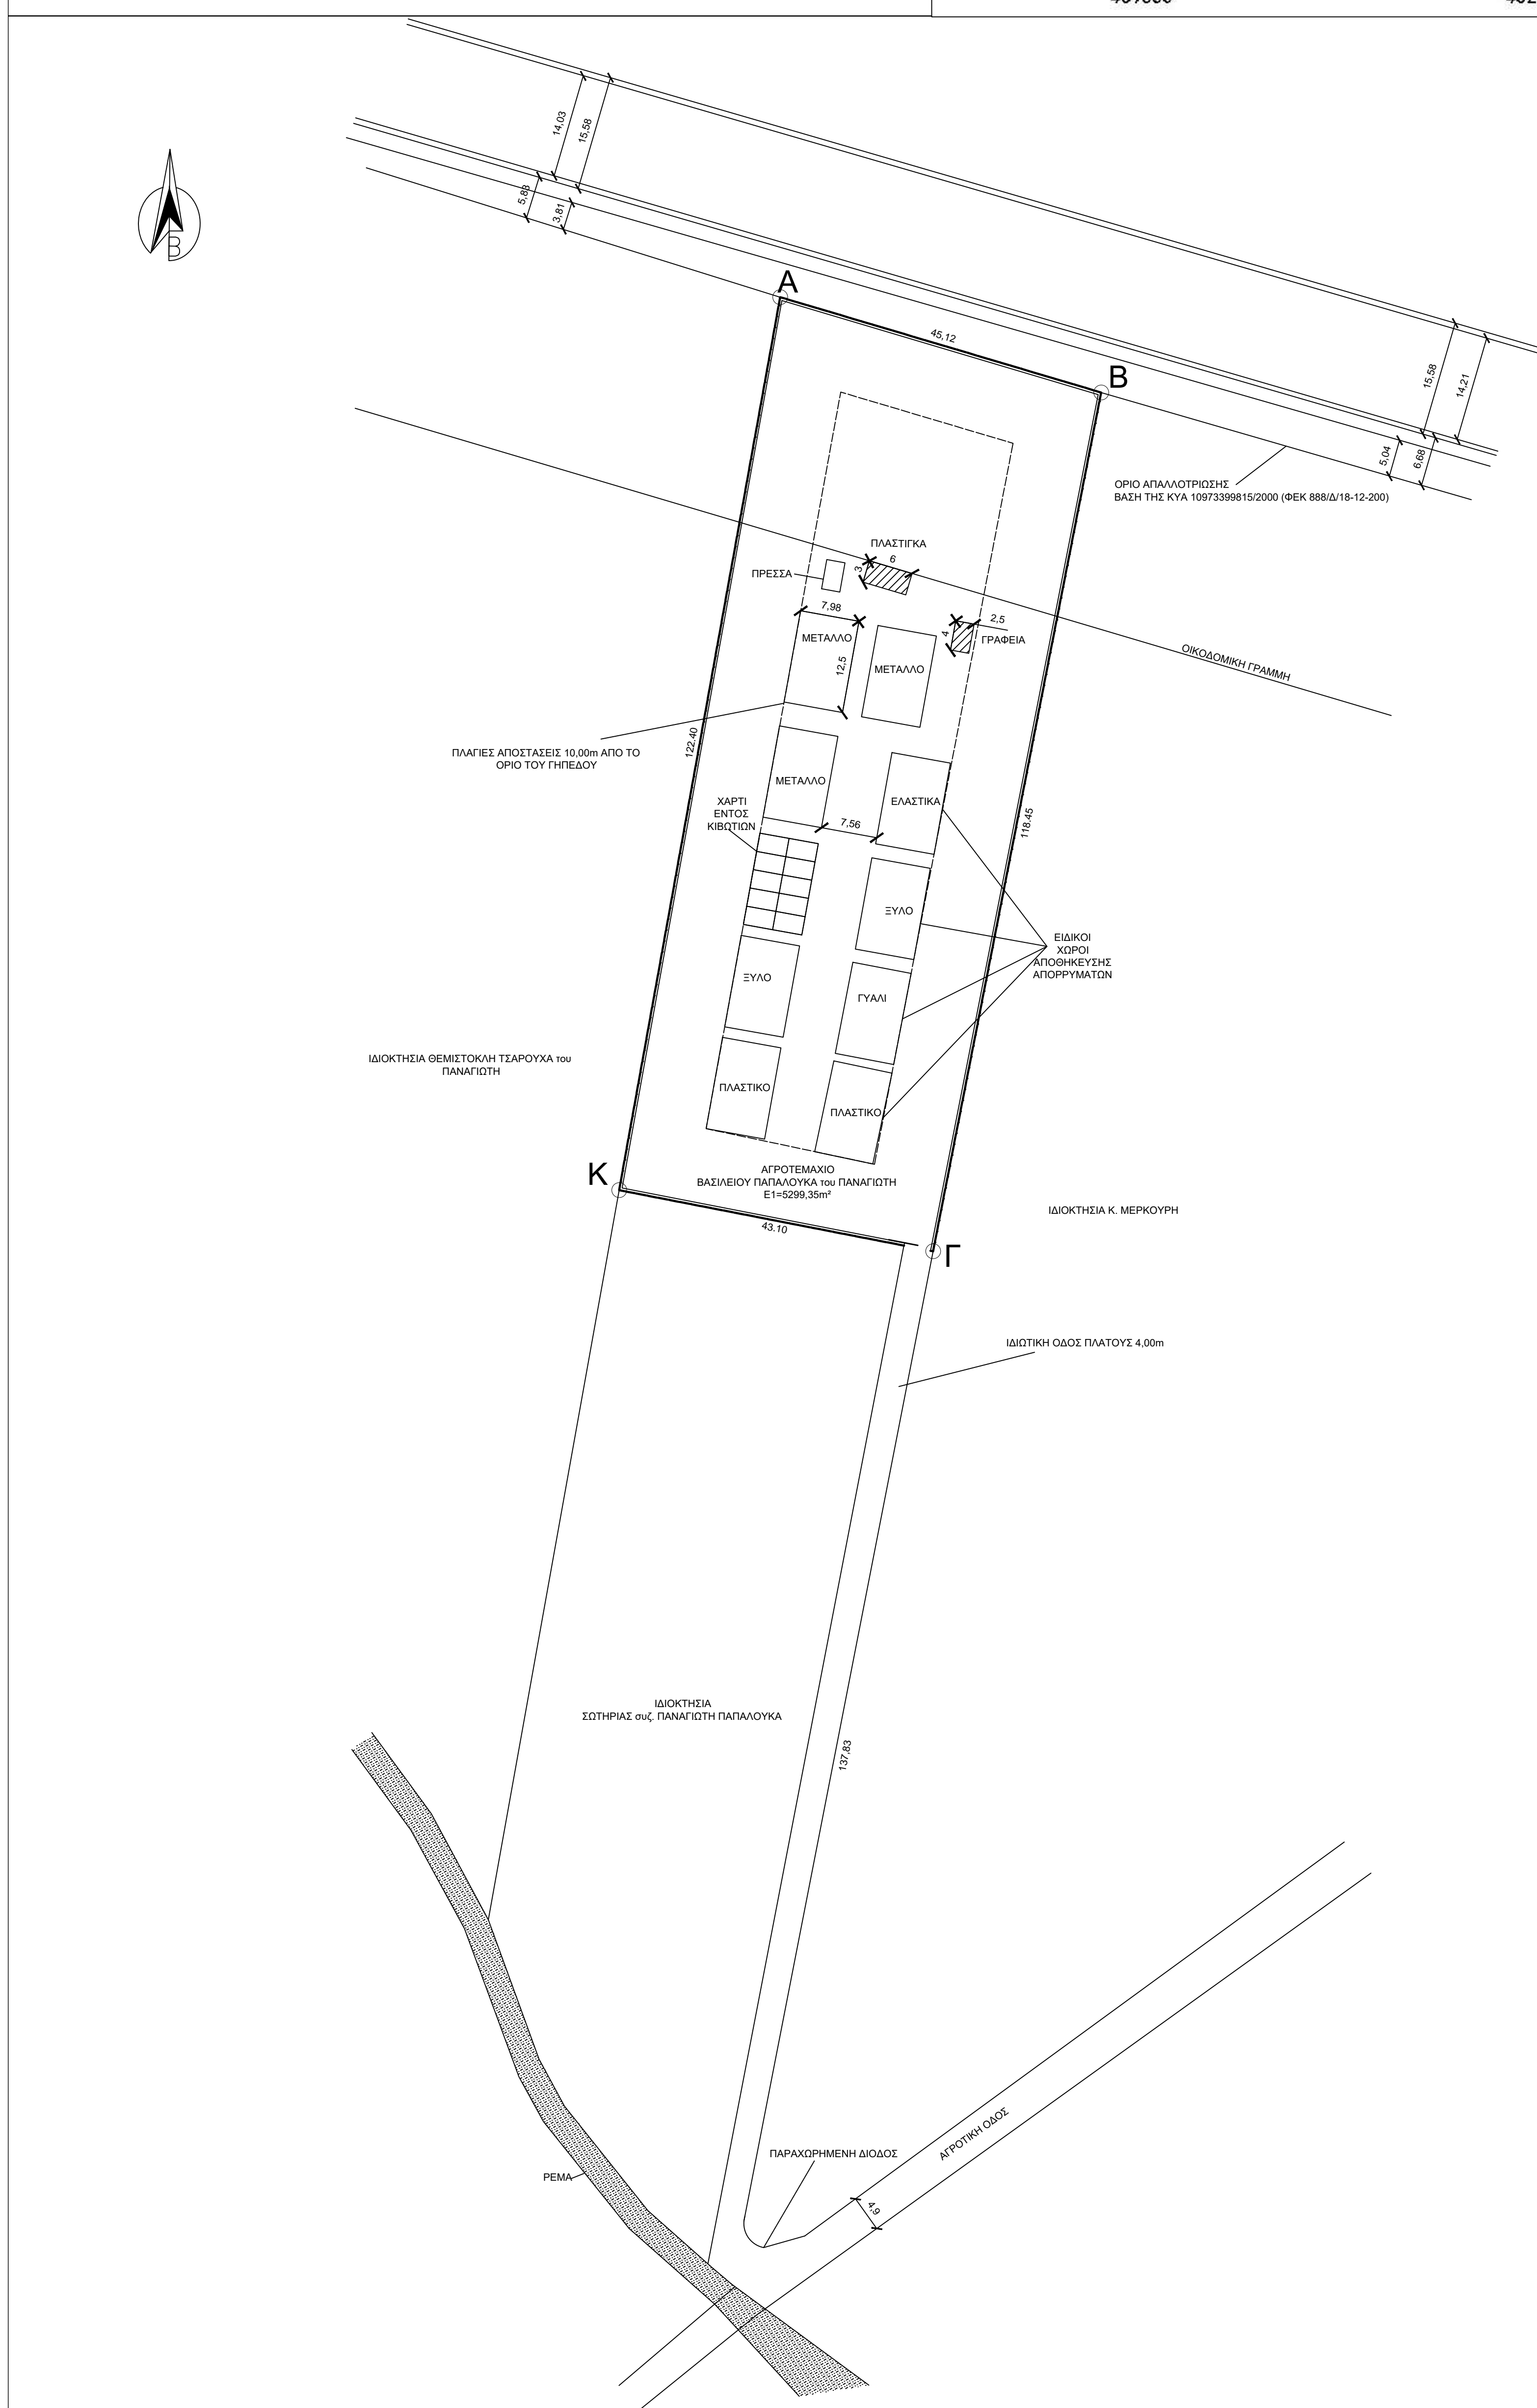 14,03
15,58
5,88
3,81
B
A
45,12
B
15,58
14,21
5,04
6,68
ΟΡΙΟ ΑΠΑΛΛΟΤΡΙΩΣΗΣ
ΒΑΣΗ ΤΗΣ ΚΥΑ 10973399815/2000 (ΦΕΚ 888/Δ/18-12-200)
ΠΛΑΣΤΙΓΚΑ
6
3
ΠΡΕΣΣΑ
7,98
2,5
4
ΜΕΤΑΛΛΟ
ΓΡΑΦΕΙΑ
12,5
ΜΕΤΑΛΛΟ
ΟΙΚΟΔΟΜΙΚΗ ΓΡΑΜΜΗ
122.40
ΠΛΑΓΙΕΣ ΑΠΟΣΤΑΣΕΙΣ 10,00m ΑΠΟ ΤΟ
ΟΡΙΟ ΤΟΥ ΓΗΠΕΔΟΥ
ΜΕΤΑΛΛΟ
ΕΛΑΣΤΙΚΑ
ΧΑΡΤΙ
ΕΝΤΟΣ
ΚΙΒΩΤΙΩΝ
7,56
118.45
ΞΥΛΟ
ΕΙΔΙΚΟΙ
ΧΩΡΟΙ
ΑΠΟΘΗΚΕΥΣΗΣ
ΑΠΟΡΡΥΜΑΤΩΝ
ΞΥΛΟ
ΓΥΑΛΙ
ΙΔΙΟΚΤΗΣΙΑ ΘΕΜΙΣΤΟΚΛΗ ΤΣΑΡΟΥΧΑ του
ΠΑΝΑΓΙΩΤΗ
ΠΛΑΣΤΙΚΟ
ΠΛΑΣΤΙΚΟ
Κ
ΑΓΡΟΤΕΜΑΧΙΟ
ΒΑΣΙΛΕΙΟΥ ΠΑΠΑΛΟΥΚΑ του ΠΑΝΑΓΙΩΤΗ
Ε1=5299,35m²
ΙΔΙΟΚΤΗΣΙΑ Κ. ΜΕΡΚΟΥΡΗ
43.10
Γ
ΙΔΙΩΤΙΚΗ ΟΔΟΣ ΠΛΑΤΟΥΣ 4,00m
ΙΔΙΟΚΤΗΣΙΑ
ΣΩΤΗΡΙΑΣ συζ. ΠΑΝΑΓΙΩΤΗ ΠΑΠΑΛΟΥΚΑ
137,83
ΑΓΡΟΤΙΚΗ ΟΔΟΣ
ΠΑΡΑΧΩΡΗΜΕΝΗ ΔΙΟΔΟΣ
ΡΕΜΑ
4,9